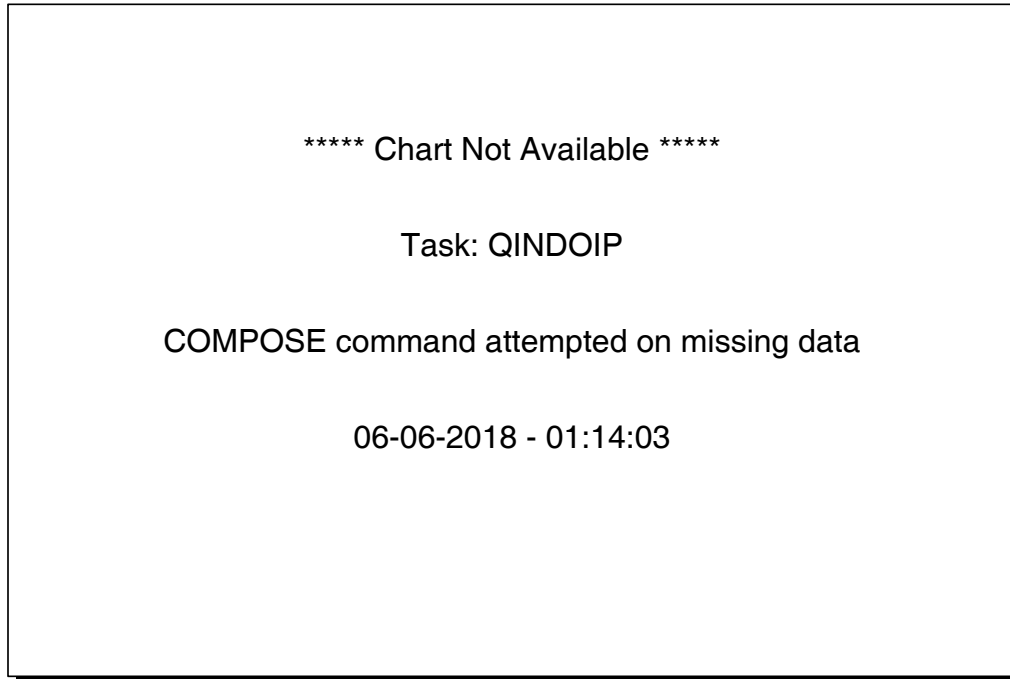 ***** Chart Not Available *****
Task: QINDOIP
COMPOSE command attempted on missing data
06-06-2018 - 01:14:03